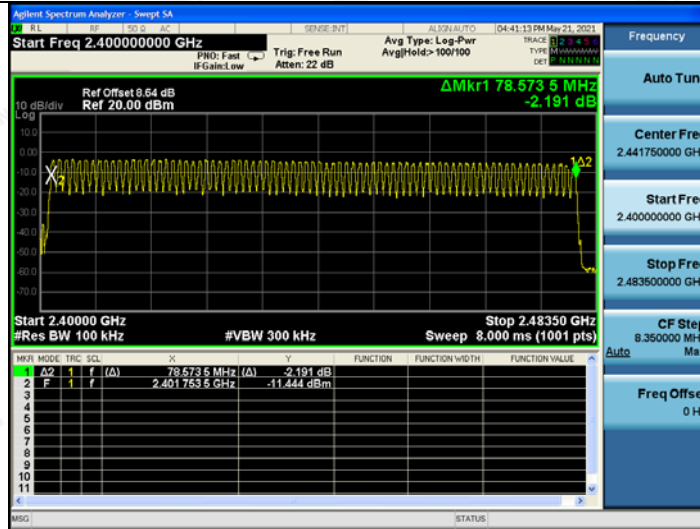 Agilent Spectrum Analyzer - Swept SA
RL RF 50 Ω AC SENSE:INT ALIGNAUTO 04:41:13 PM May 21, 2021
Start Freq 2.400000000 GHz
PNO: Fast
IFGain:Low
Trig: Free Run
Atten: 22 dB
Avg Type: Log-Pwr
Avg|Hold:> 100/100
TRACE 1 2 3 4 5 6
TYPE M
DET P N N N N N
Ref Offset 8.64 dB
Ref 20.00 dBm
10 dB/div
Log
ΔMkr1 78.573 5 MHz
-2.191 dB
10.0
0.00
-10.0
-20.0
-30.0
-40.0
-50.0
-60.0
-70.0
2
1Δ2
Start 2.40000 GHz
Stop 2.48350 GHz
#Res BW 100 kHz #VBW 300 kHz Sweep 8.000 ms (1001 pts)
MKR MODE TRC SCL X Y FUNCTION FUNCTION WIDTH FUNCTION VALUE
1 Δ2 1 f (Δ) 78.573 5 MHz (Δ) -2.191 dB
2 F 1 f 2.401 753 5 GHz -11.444 dBm
3
4
5
6
7
8
9
10
11
MSG STATUS
Frequency
Auto Tun
Center Fre
2.441750000 GH
Start Fre
2.400000000 GH
Stop Fre
2.483500000 GH
CF Step
8.350000 MH
Auto Ma
Freq Offse
0 H